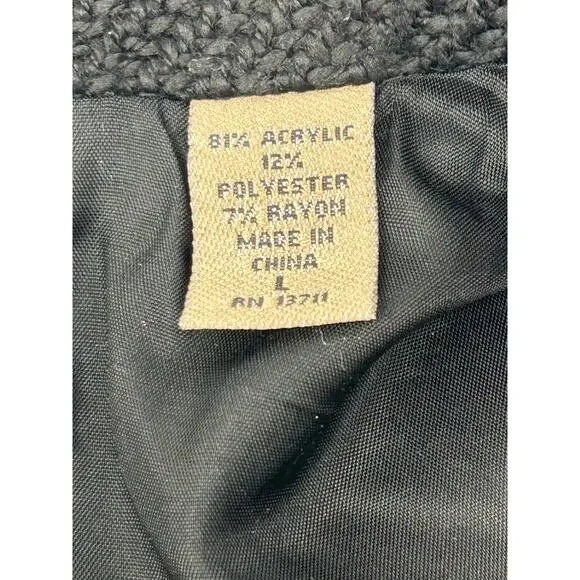 81% ACRYLIC
12%
POLYESTER
7% RAYON
MADE IN
CHINA
L
RN 13711